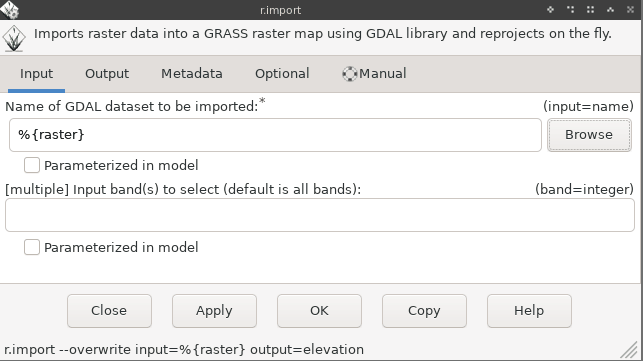 r.import
Imports raster data into a GRASS raster map using GDAL library and reprojects on the fly.
Input Output Metadata Optional Manual
Name of GDAL dataset to be imported:* (input=name)
%{raster} Browse
Parameterized in model
[multiple] Input band(s) to select (default is all bands): (band=integer)
Parameterized in model
Close Apply OK Copy Help
r.import --overwrite input=%{raster} output=elevation